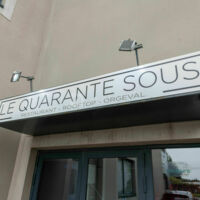 LE QUARANTE SOUS
RESTAURANT - ROOFTOP - ORGEVAL